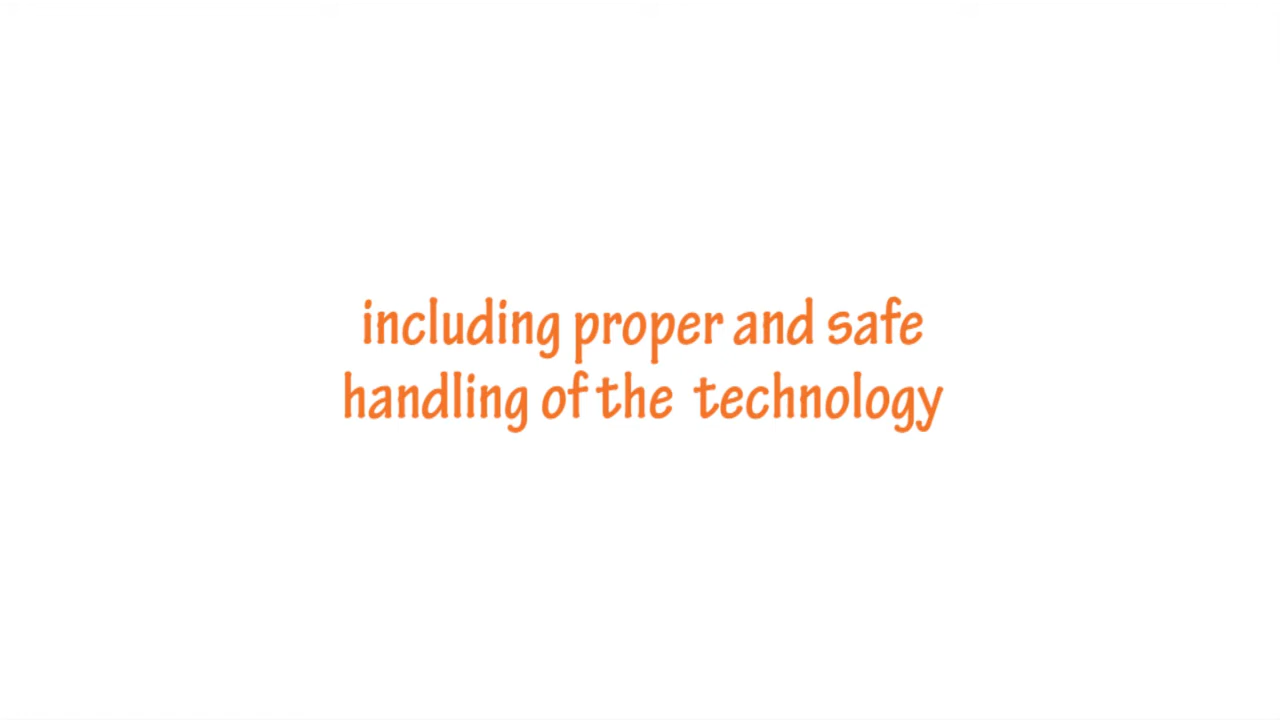 including proper and safe
handling of the technology